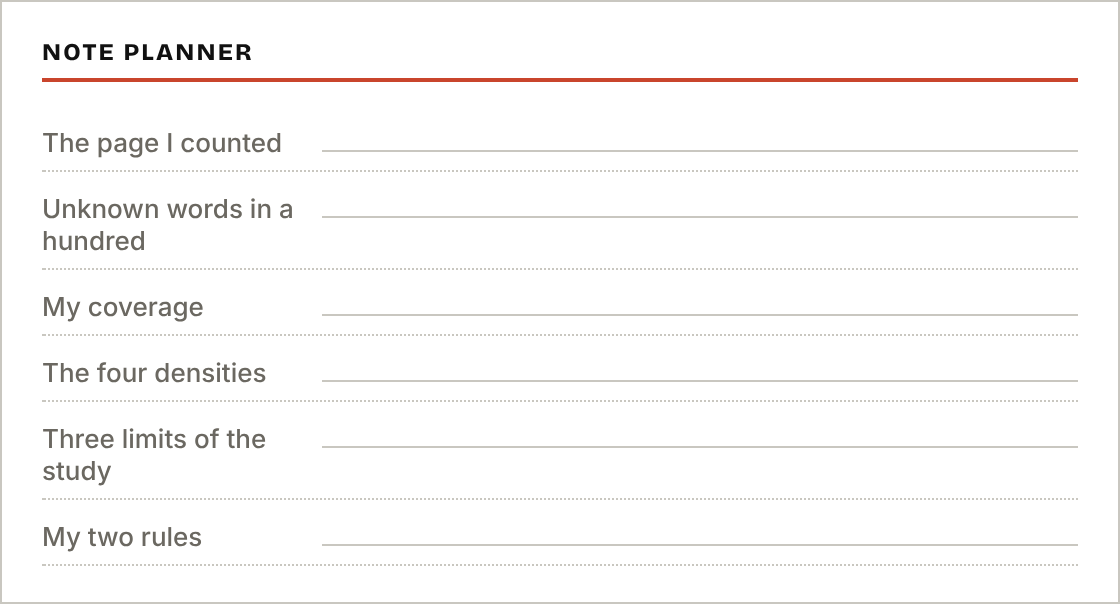 NOTE PLANNER
The page I counted
Unknown words in a
hundred
My coverage
The four densities
Three limits of the
study
My two rules